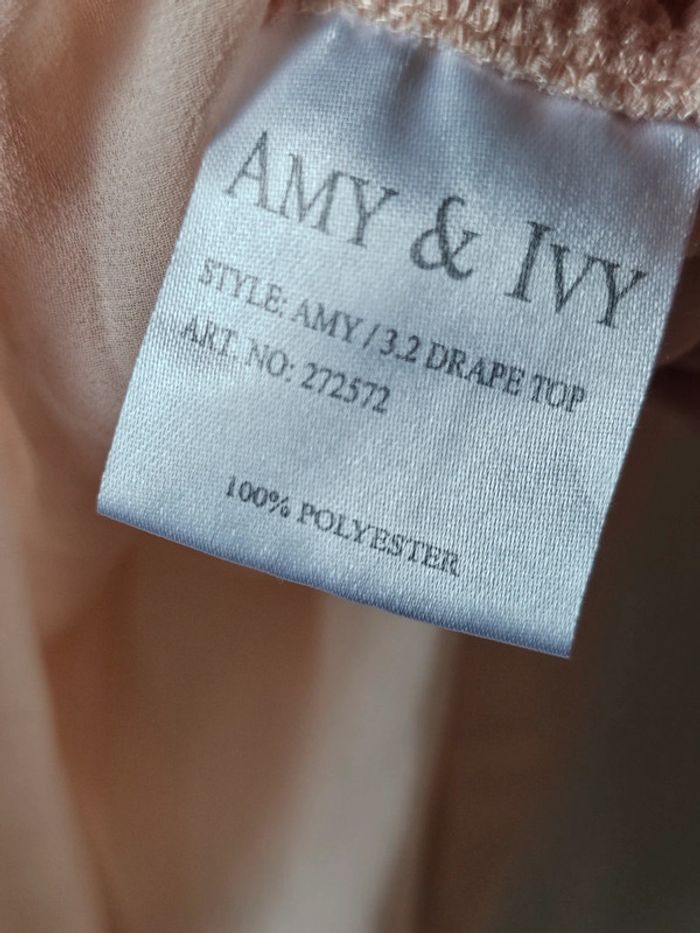 AMY & IVY
STYLE: AMY / 3.2 DRAPE TOP
ART. NO: 272572
100% POLYESTER